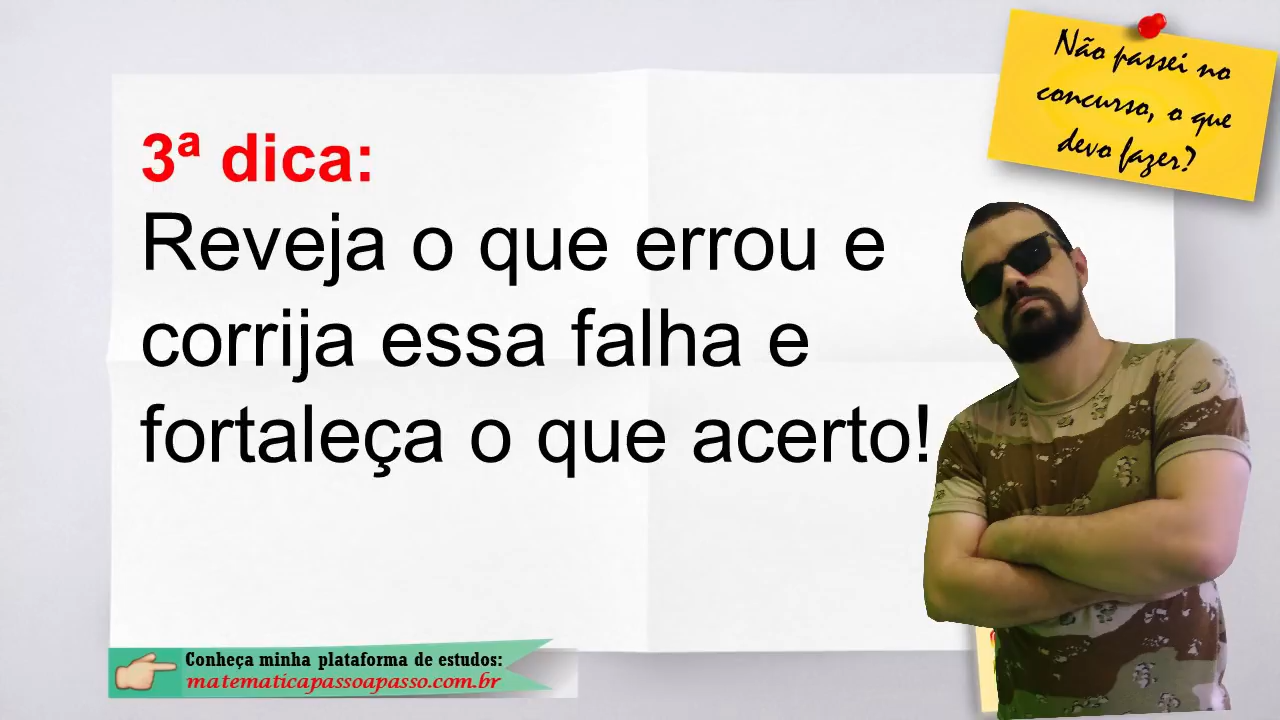 Não passei no
concurso, o que
devo fazer?
3ª dica:
Reveja o que errou e
corrija essa falha e
fortaleça o que acerto!
Conheça minha plataforma de estudos:
matematicapassoapasso.com.br